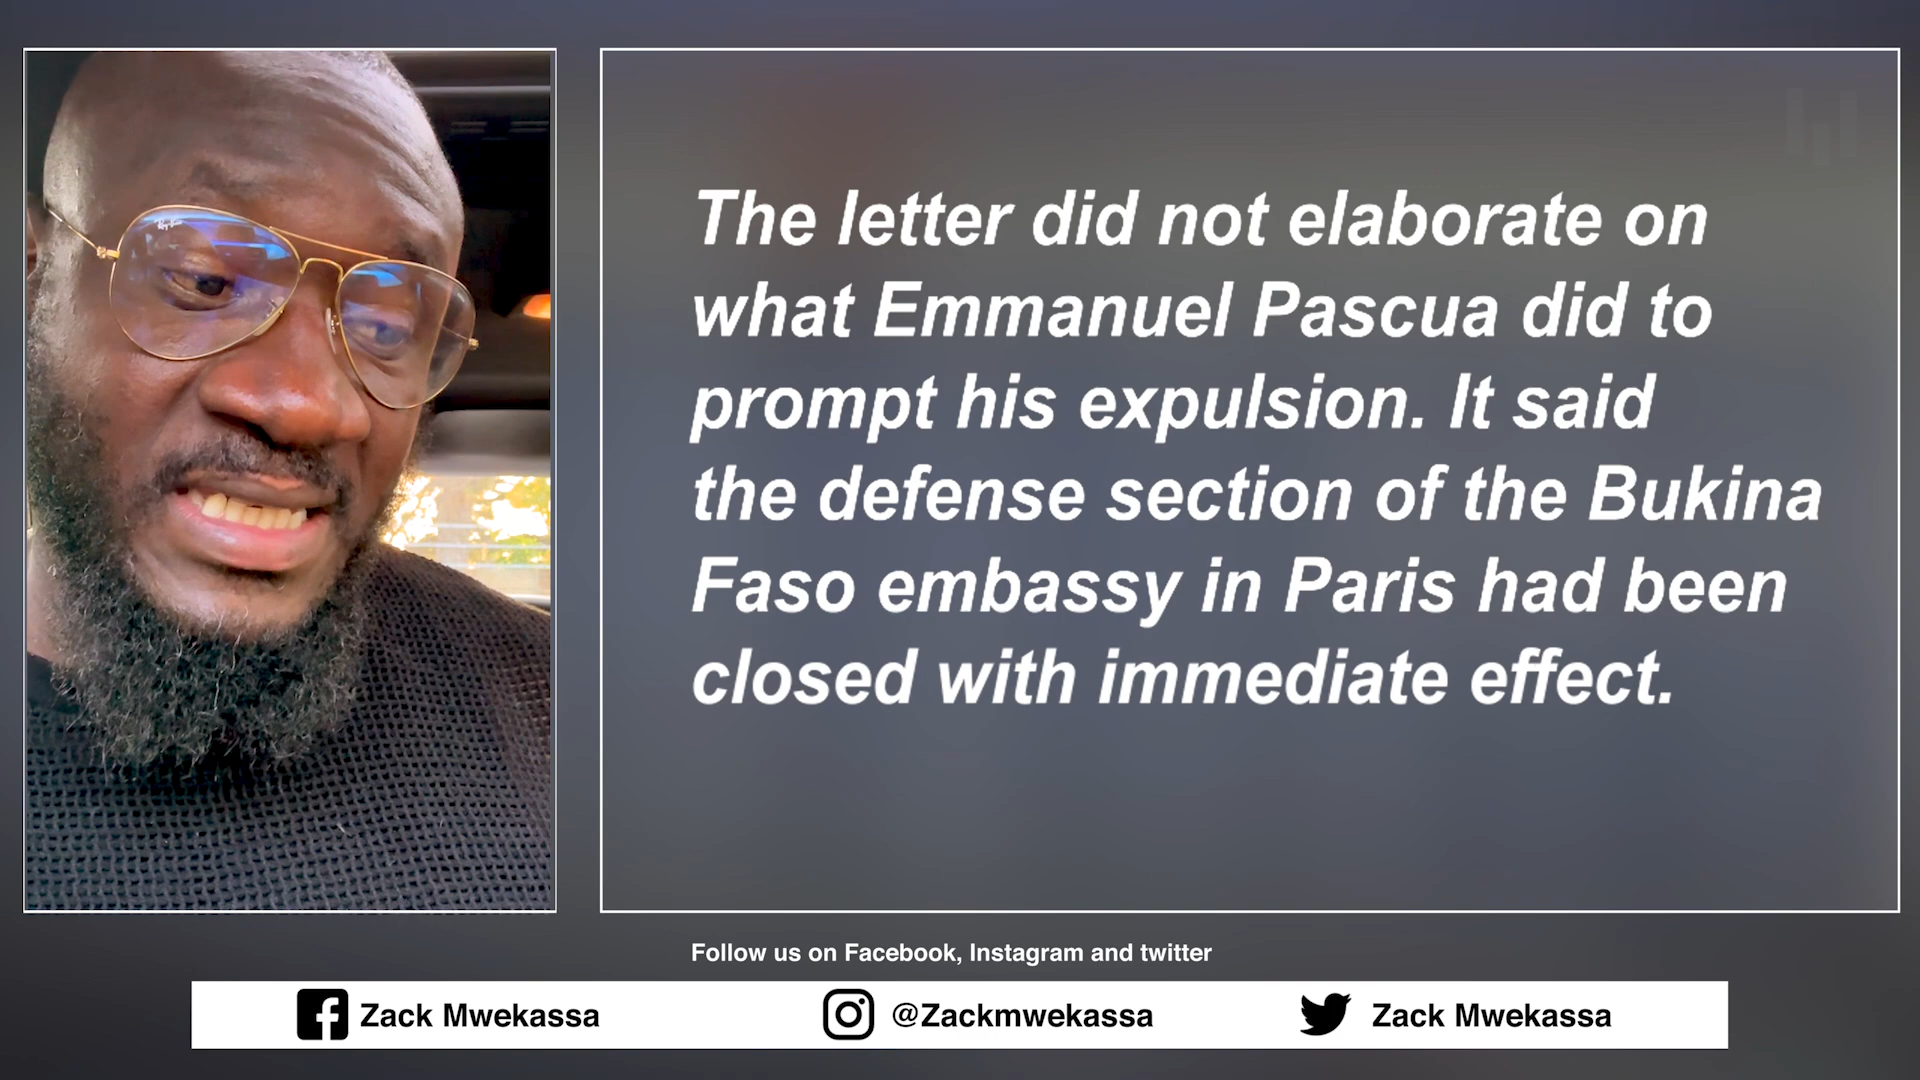 Ray-Ban
The letter did not elaborate on
what Emmanuel Pascua did to
prompt his expulsion. It said
the defense section of the Bukina
Faso embassy in Paris had been
closed with immediate effect.
Follow us on Facebook, Instagram and twitter
Zack Mwekassa @Zackmwekassa Zack Mwekassa